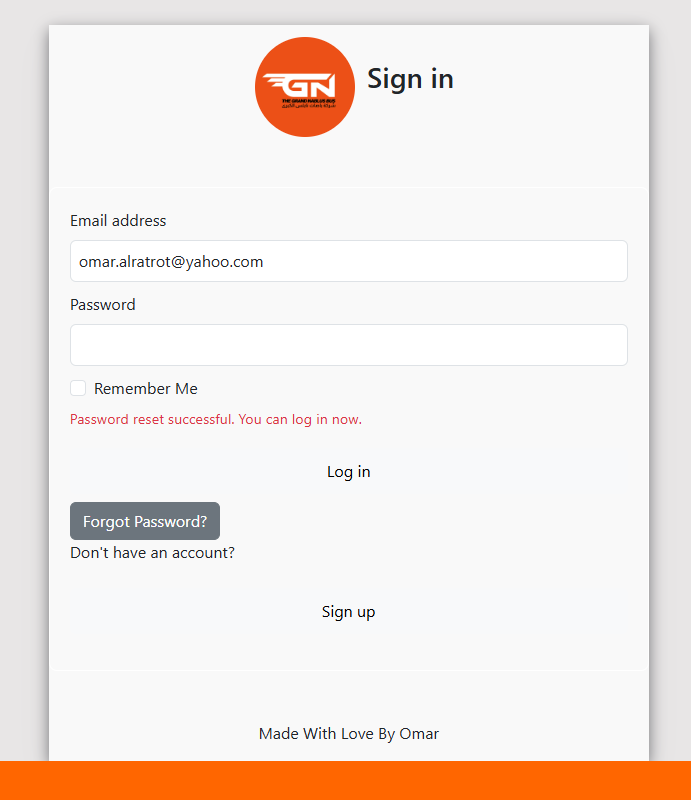 GN
THE GRAND NABLUS BUS
Sign in
Email address
omar.alratrot@yahoo.com
Password
Remember Me
Password reset successful. You can log in now.
Log in
Forgot Password?
Don't have an account?
Sign up
Made With Love By Omar